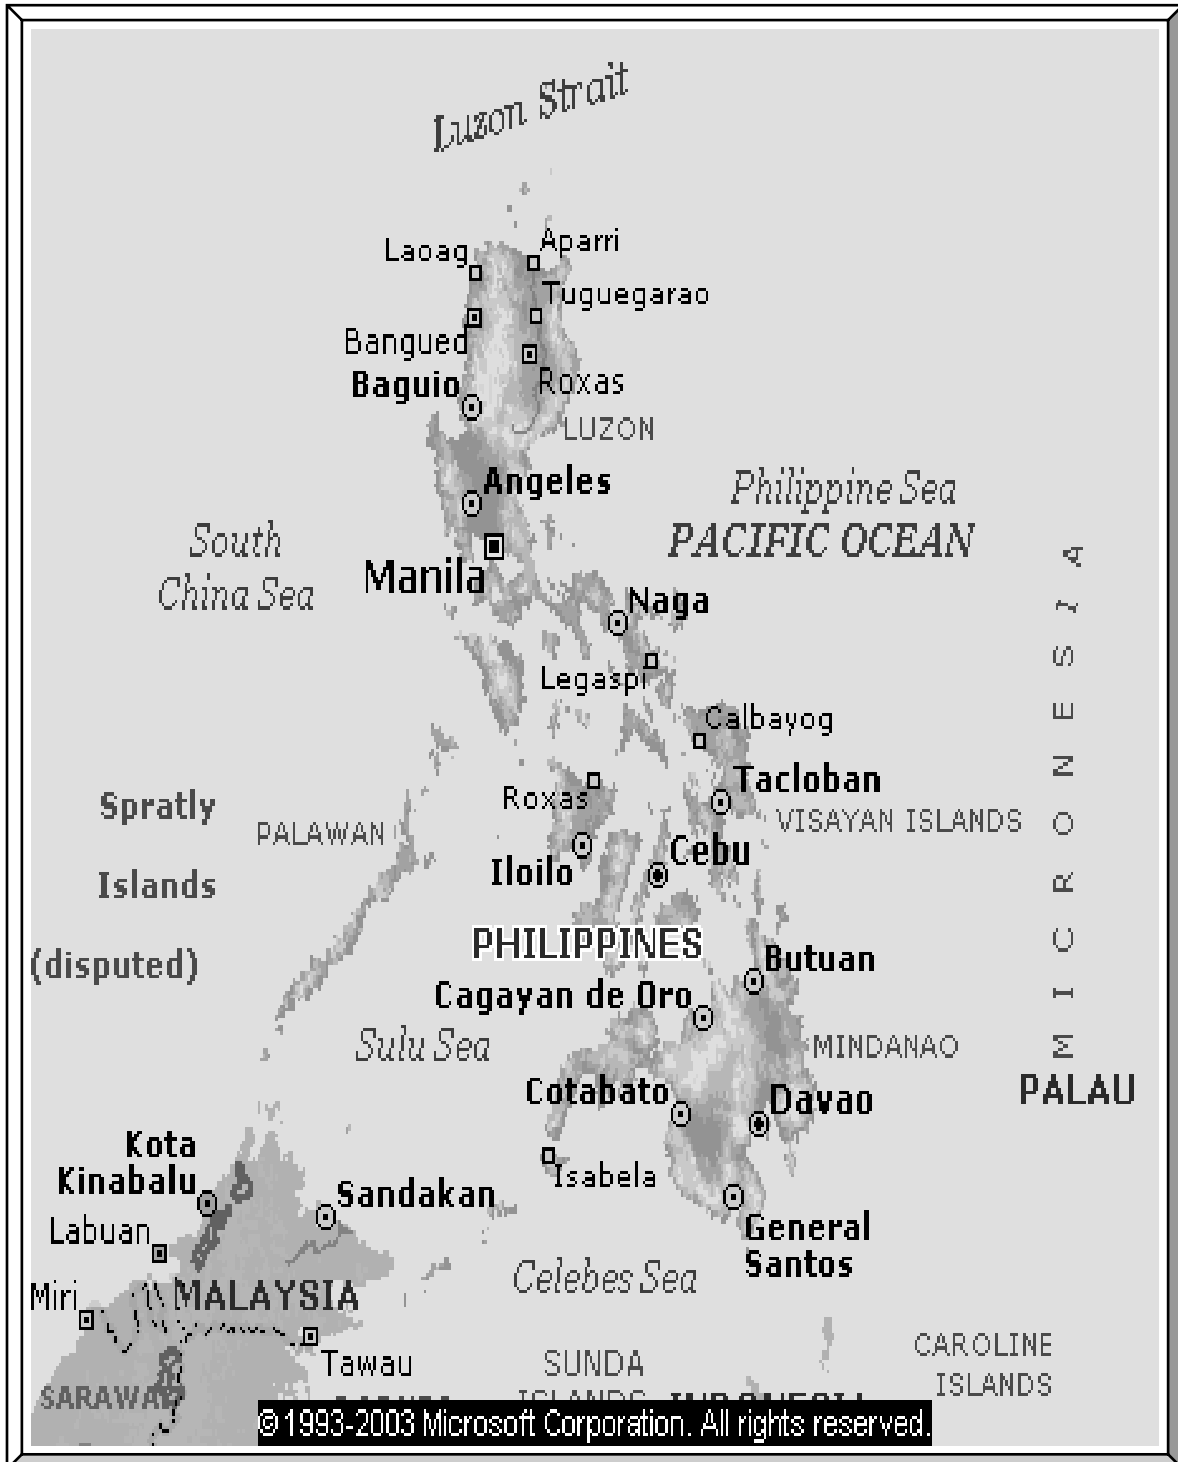 Luzon Strait
Laoag
Aparri
Tuguegarao
Bangued
Baguio
Roxas
LUZON
Angeles
Philippine Sea
South
China Sea
PACIFIC OCEAN
Manila
Naga
Legaspi
Calbayog
Tacloban
Roxas
Spratly
Islands
(disputed)
PALAWAN
VISAYAN ISLANDS
Iloilo
Cebu
MICRONESIA
PHILIPPINES
Butuan
Cagayan de Oro
Sulu Sea
MINDANAO
PALAU
Cotabato
Davao
Kota
Kinabalu
Isabela
Sandakan
Labuan
General
Santos
Celebes Sea
Miri
MALAYSIA
Tawau
SUNDA
ISLANDS
CAROLINE
ISLANDS
SARAWAK
INDONESIA
© 1993-2003 Microsoft Corporation. All rights reserved.